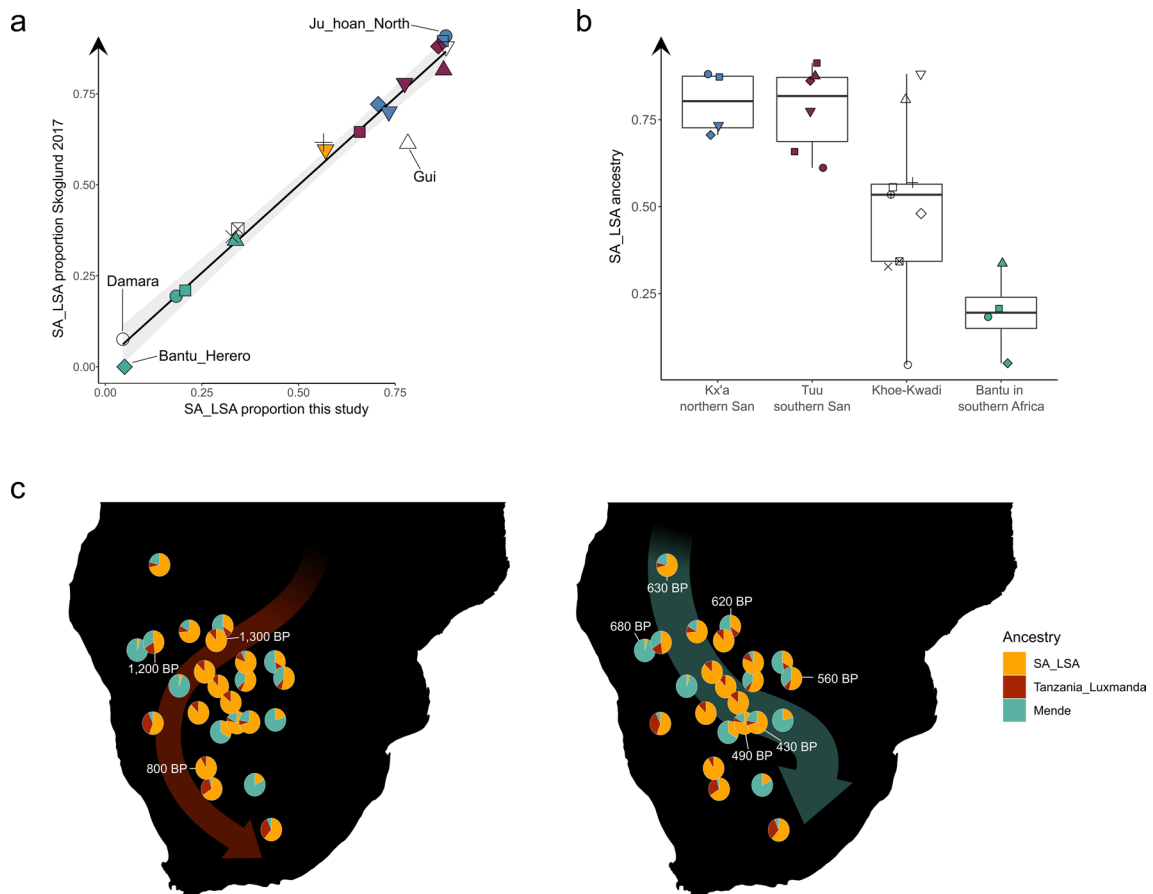 a
Ju_hoan_North
SA_LSA proportion Skoglund 2017
0.75
0.50
0.25
0.00
Gui
Damara
Bantu_Herero
0.00
0.25
0.50
0.75
SA_LSA proportion this study
b
SA_LSA ancestry
0.75
0.50
0.25
Kx'a
northern San
Tuu
southern San
Khoe-Kwadi
Bantu in
southern Africa
c
1,300 BP
1,200 BP
800 BP
630 BP
620 BP
680 BP
560 BP
430 BP
490 BP
Ancestry
SA_LSA
Tanzania_Luxmanda
Mende